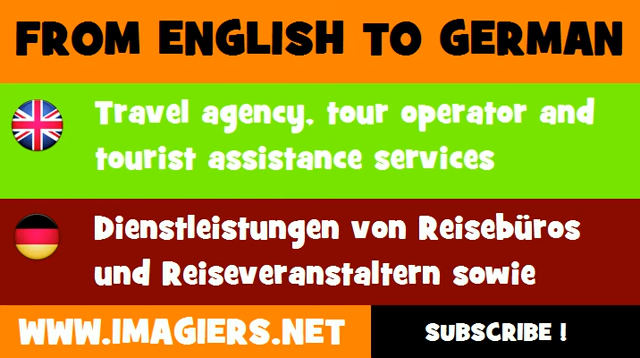 FROM ENGLISH TO GERMAN
Travel agency, tour operator and
tourist assistance services
Dienstleistungen von Reisebüros
und Reiseveranstaltern sowie
WWW.IMAGIERS.NET
SUBSCRIBE !